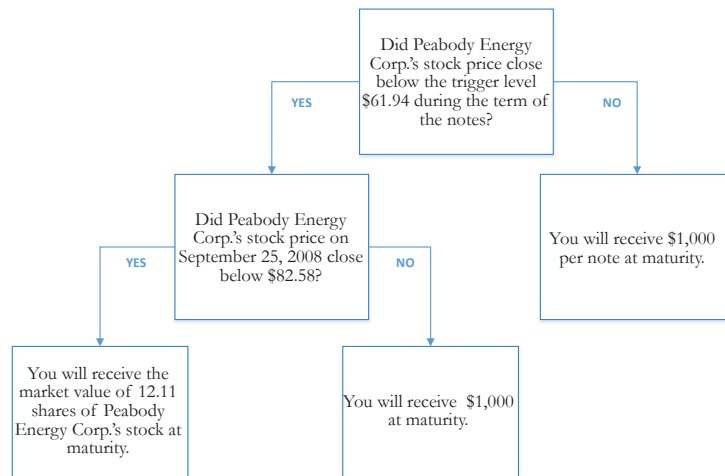 Did Peabody Energy
Corp.'s stock price close
below the trigger level
$61.94 during the term of
the notes?
YES
NO
Did Peabody Energy
Corp.'s stock price on
September 25, 2008 close
below $82.58?
You will receive $1,000
per note at maturity.
YES
NO
You will receive the
market value of 12.11
shares of Peabody
Energy Corp.'s stock at
maturity.
You will receive $1,000
at maturity.